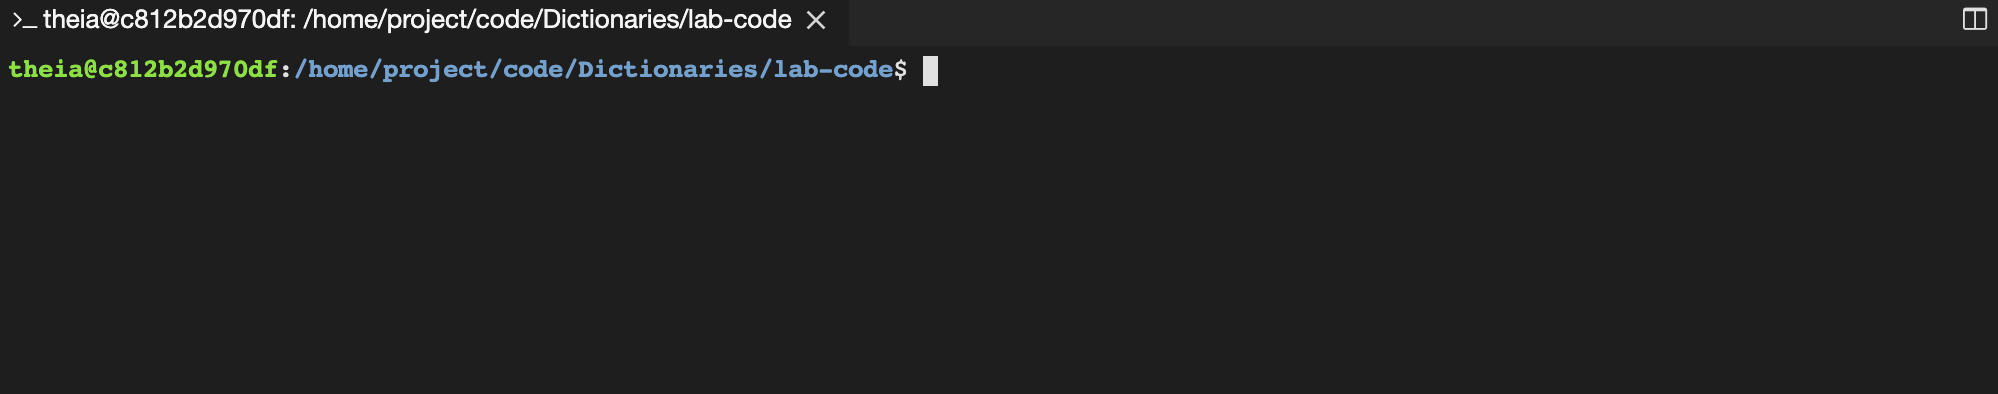 >_ theia@c812b2d970df: /home/project/code/Dictionaries/lab-code ×
theia@c812b2d970df:/home/project/code/Dictionaries/lab-code$